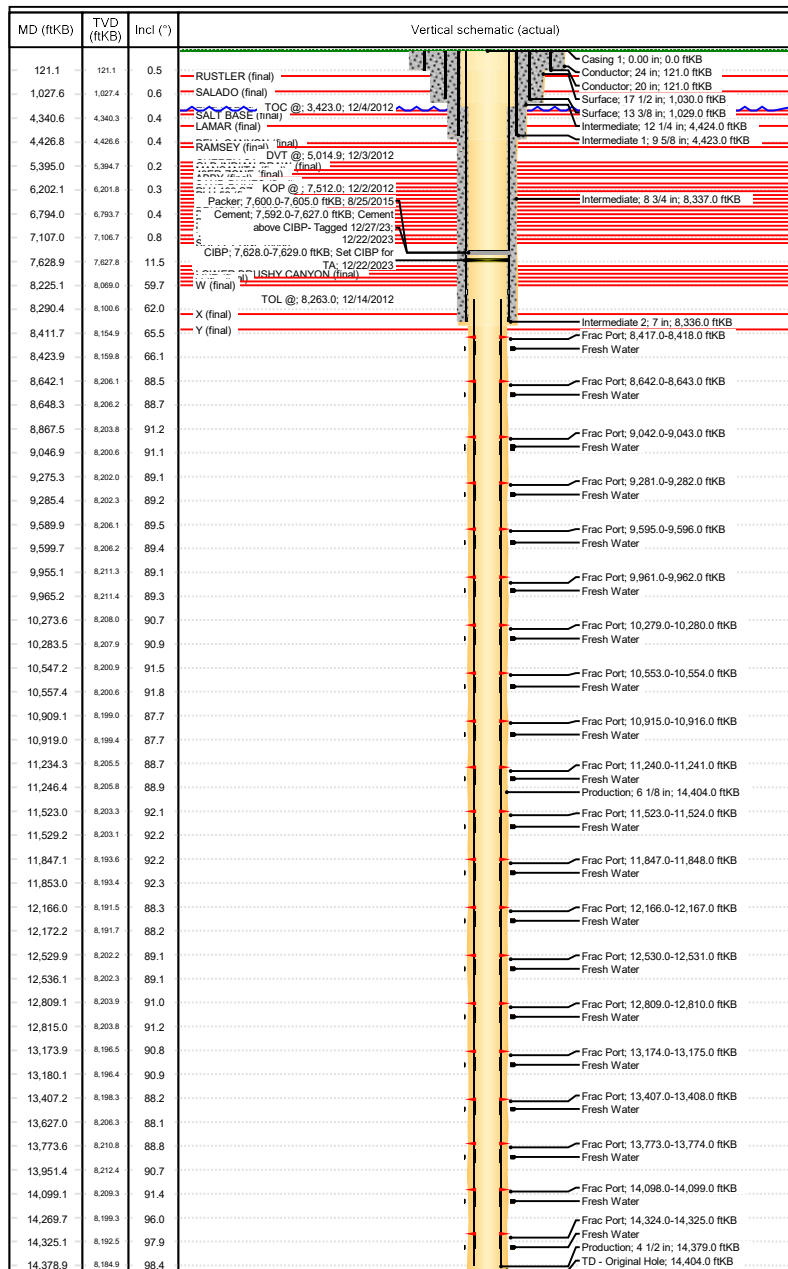 MD (ftKB) TVD (ftKB) Incl (°) Vertical schematic (actual)
121.1 121.1 0.5
1,027.6 1,027.4 0.6
4,340.6 4,340.3 0.4
4,426.8 4,426.6 0.4
5,395.0 5,394.7 0.2
6,202.1 6,201.8 0.3
6,794.0 6,793.7 0.4
7,107.0 7,106.7 0.8
7,628.9 7,627.8 11.5
8,225.1 8,069.0 59.7
8,290.4 8,100.6 62.0
8,411.7 8,154.9 65.5
8,423.9 8,159.8 66.1
8,642.1 8,206.1 88.5
8,648.3 8,206.2 88.7
8,867.5 8,203.8 91.2
9,046.9 8,200.6 91.1
9,275.3 8,202.0 89.1
9,285.4 8,202.3 89.2
9,589.9 8,206.1 89.5
9,599.7 8,206.2 89.4
9,955.1 8,211.3 89.1
9,965.2 8,211.4 89.3
10,273.6 8,208.0 90.7
10,283.5 8,207.9 90.9
10,547.2 8,200.9 91.5
10,557.4 8,200.6 91.8
10,909.1 8,199.0 87.7
10,919.0 8,199.4 87.7
11,234.3 8,205.5 88.7
11,246.4 8,205.8 88.9
11,523.0 8,203.3 92.1
11,529.2 8,203.1 92.2
11,847.1 8,193.6 92.2
11,853.0 8,193.4 92.3
12,166.0 8,191.5 88.3
12,172.2 8,191.7 88.2
12,529.9 8,202.2 89.1
12,536.1 8,202.3 89.1
12,809.1 8,203.9 91.0
12,815.0 8,203.8 91.2
13,173.9 8,196.5 90.8
13,180.1 8,196.4 90.9
13,407.2 8,198.3 88.2
13,627.0 8,206.3 88.1
13,773.6 8,210.8 88.8
13,951.4 8,212.4 90.7
14,099.1 8,209.3 91.4
14,269.7 8,199.3 96.0
14,325.1 8,192.5 97.9
14,378.9 8,184.9 98.4
RUSTLER (final)
SALADO (final)
TOC @; 3,423.0; 12/4/2012
SALT BASE (final)
LAMAR (final)
RAMSEY (final)
DVT @; 5,014.9; 12/3/2012
KOP @ ; 7,512.0; 12/2/2012
Packer; 7,600.0-7,605.0 ftKB; 8/25/2015
Cement; 7,592.0-7,627.0 ftKB; Cement
above CIBP- Tagged 12/27/23;
12/22/2023
CIBP; 7,628.0-7,629.0 ftKB; Set CIBP for
TA; 12/22/2023
LOWER BRUSHY CANYON (final)
W (final)
TOL @; 8,263.0; 12/14/2012
X (final)
Y (final)
Casing 1; 0.00 in; 0.0 ftKB
Conductor; 24 in; 121.0 ftKB
Conductor; 20 in; 121.0 ftKB
Surface; 17 1/2 in; 1,030.0 ftKB
Surface; 13 3/8 in; 1,029.0 ftKB
Intermediate; 12 1/4 in; 4,424.0 ftKB
Intermediate 1; 9 5/8 in; 4,423.0 ftKB
Intermediate; 8 3/4 in; 8,337.0 ftKB
Intermediate 2; 7 in; 8,336.0 ftKB
Frac Port; 8,417.0-8,418.0 ftKB
Fresh Water
Frac Port; 8,642.0-8,643.0 ftKB
Fresh Water
Frac Port; 9,042.0-9,043.0 ftKB
Fresh Water
Frac Port; 9,281.0-9,282.0 ftKB
Fresh Water
Frac Port; 9,595.0-9,596.0 ftKB
Fresh Water
Frac Port; 9,961.0-9,962.0 ftKB
Fresh Water
Frac Port; 10,279.0-10,280.0 ftKB
Fresh Water
Frac Port; 10,553.0-10,554.0 ftKB
Fresh Water
Frac Port; 10,915.0-10,916.0 ftKB
Fresh Water
Frac Port; 11,240.0-11,241.0 ftKB
Fresh Water
Production; 6 1/8 in; 14,404.0 ftKB
Frac Port; 11,523.0-11,524.0 ftKB
Fresh Water
Frac Port; 11,847.0-11,848.0 ftKB
Fresh Water
Frac Port; 12,166.0-12,167.0 ftKB
Fresh Water
Frac Port; 12,530.0-12,531.0 ftKB
Fresh Water
Frac Port; 12,809.0-12,810.0 ftKB
Fresh Water
Frac Port; 13,174.0-13,175.0 ftKB
Fresh Water
Frac Port; 13,407.0-13,408.0 ftKB
Fresh Water
Frac Port; 13,773.0-13,774.0 ftKB
Fresh Water
Frac Port; 14,098.0-14,099.0 ftKB
Fresh Water
Frac Port; 14,324.0-14,325.0 ftKB
Fresh Water
Production; 4 1/2 in; 14,379.0 ftKB
TD - Original Hole; 14,404.0 ftKB